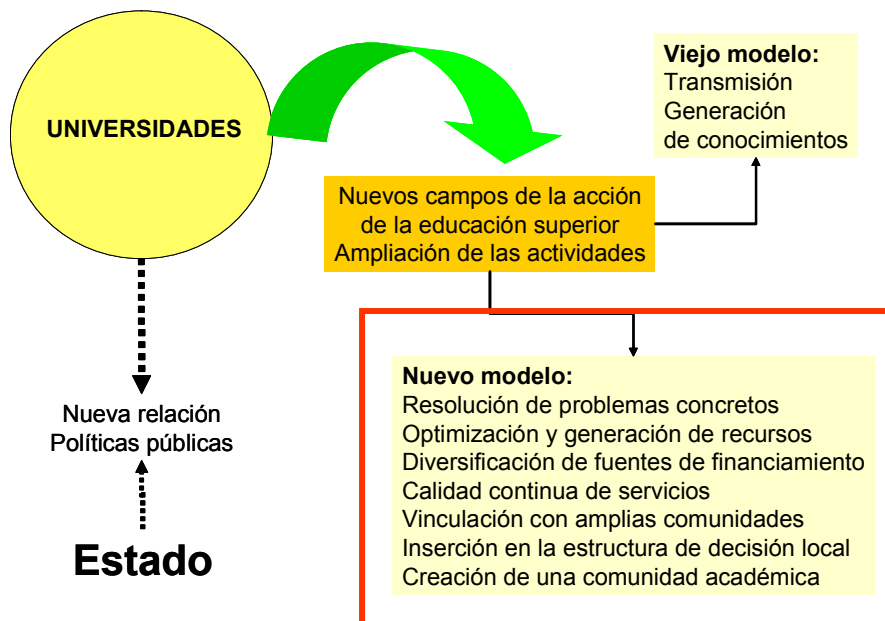 UNIVERSIDADES
Viejo modelo:
Transmisión
Generación
de conocimientos
Nuevos campos de la acción
de la educación superior
Ampliación de las actividades
Nueva relación
Políticas públicas
Estado
Nuevo modelo:
Resolución de problemas concretos
Optimización y generación de recursos
Diversificación de fuentes de financiamiento
Calidad continua de servicios
Vinculación con amplias comunidades
Inserción en la estructura de decisión local
Creación de una comunidad académica